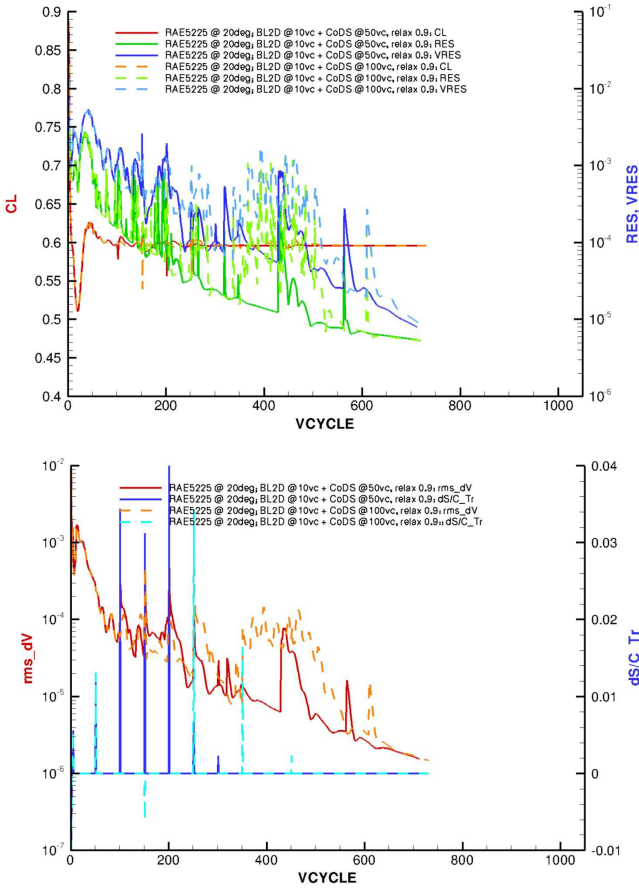 0.9
0.85
0.8
0.75
0.7
0.65
0.6
0.55
0.5
0.45
0.4
CL
RAE5225 @ 20deg; BL2D @10vc + CoDS @50vc, relax 0.9: CL
RAE5225 @ 20deg; BL2D @10vc + CoDS @50vc, relax 0.9: RES
RAE5225 @ 20deg; BL2D @10vc + CoDS @50vc, relax 0.9: VRES
RAE5225 @ 20deg; BL2D @10vc + CoDS @100vc, relax 0.9: CL
RAE5225 @ 20deg; BL2D @10vc + CoDS @100vc, relax 0.9: RES
RAE5225 @ 20deg; BL2D @10vc + CoDS @100vc, relax 0.9: VRES
10⁻¹
10⁻²
10⁻³
10⁻⁴
10⁻⁵
10⁻⁶
RES, VRES
0 200 400 600 800 1000
VCYCLE
10⁻²
10⁻³
10⁻⁴
10⁻⁵
10⁻⁶
10⁻⁷
rms_dV
RAE5225 @ 20deg; BL2D @10vc + CoDS @50vc, relax 0.9: rms_dV
RAE5225 @ 20deg; BL2D @10vc + CoDS @50vc, relax 0.9: dS/C_Tr
RAE5225 @ 20deg; BL2D @10vc + CoDS @100vc, relax 0.9: rms_dV
RAE5225 @ 20deg; BL2D @10vc + CoDS @100vc, relax 0.9:: dS/C_Tr
0.04
0.03
0.02
0.01
0
-0.01
dS/C_Tr
0 200 400 600 800 1000
VCYCLE